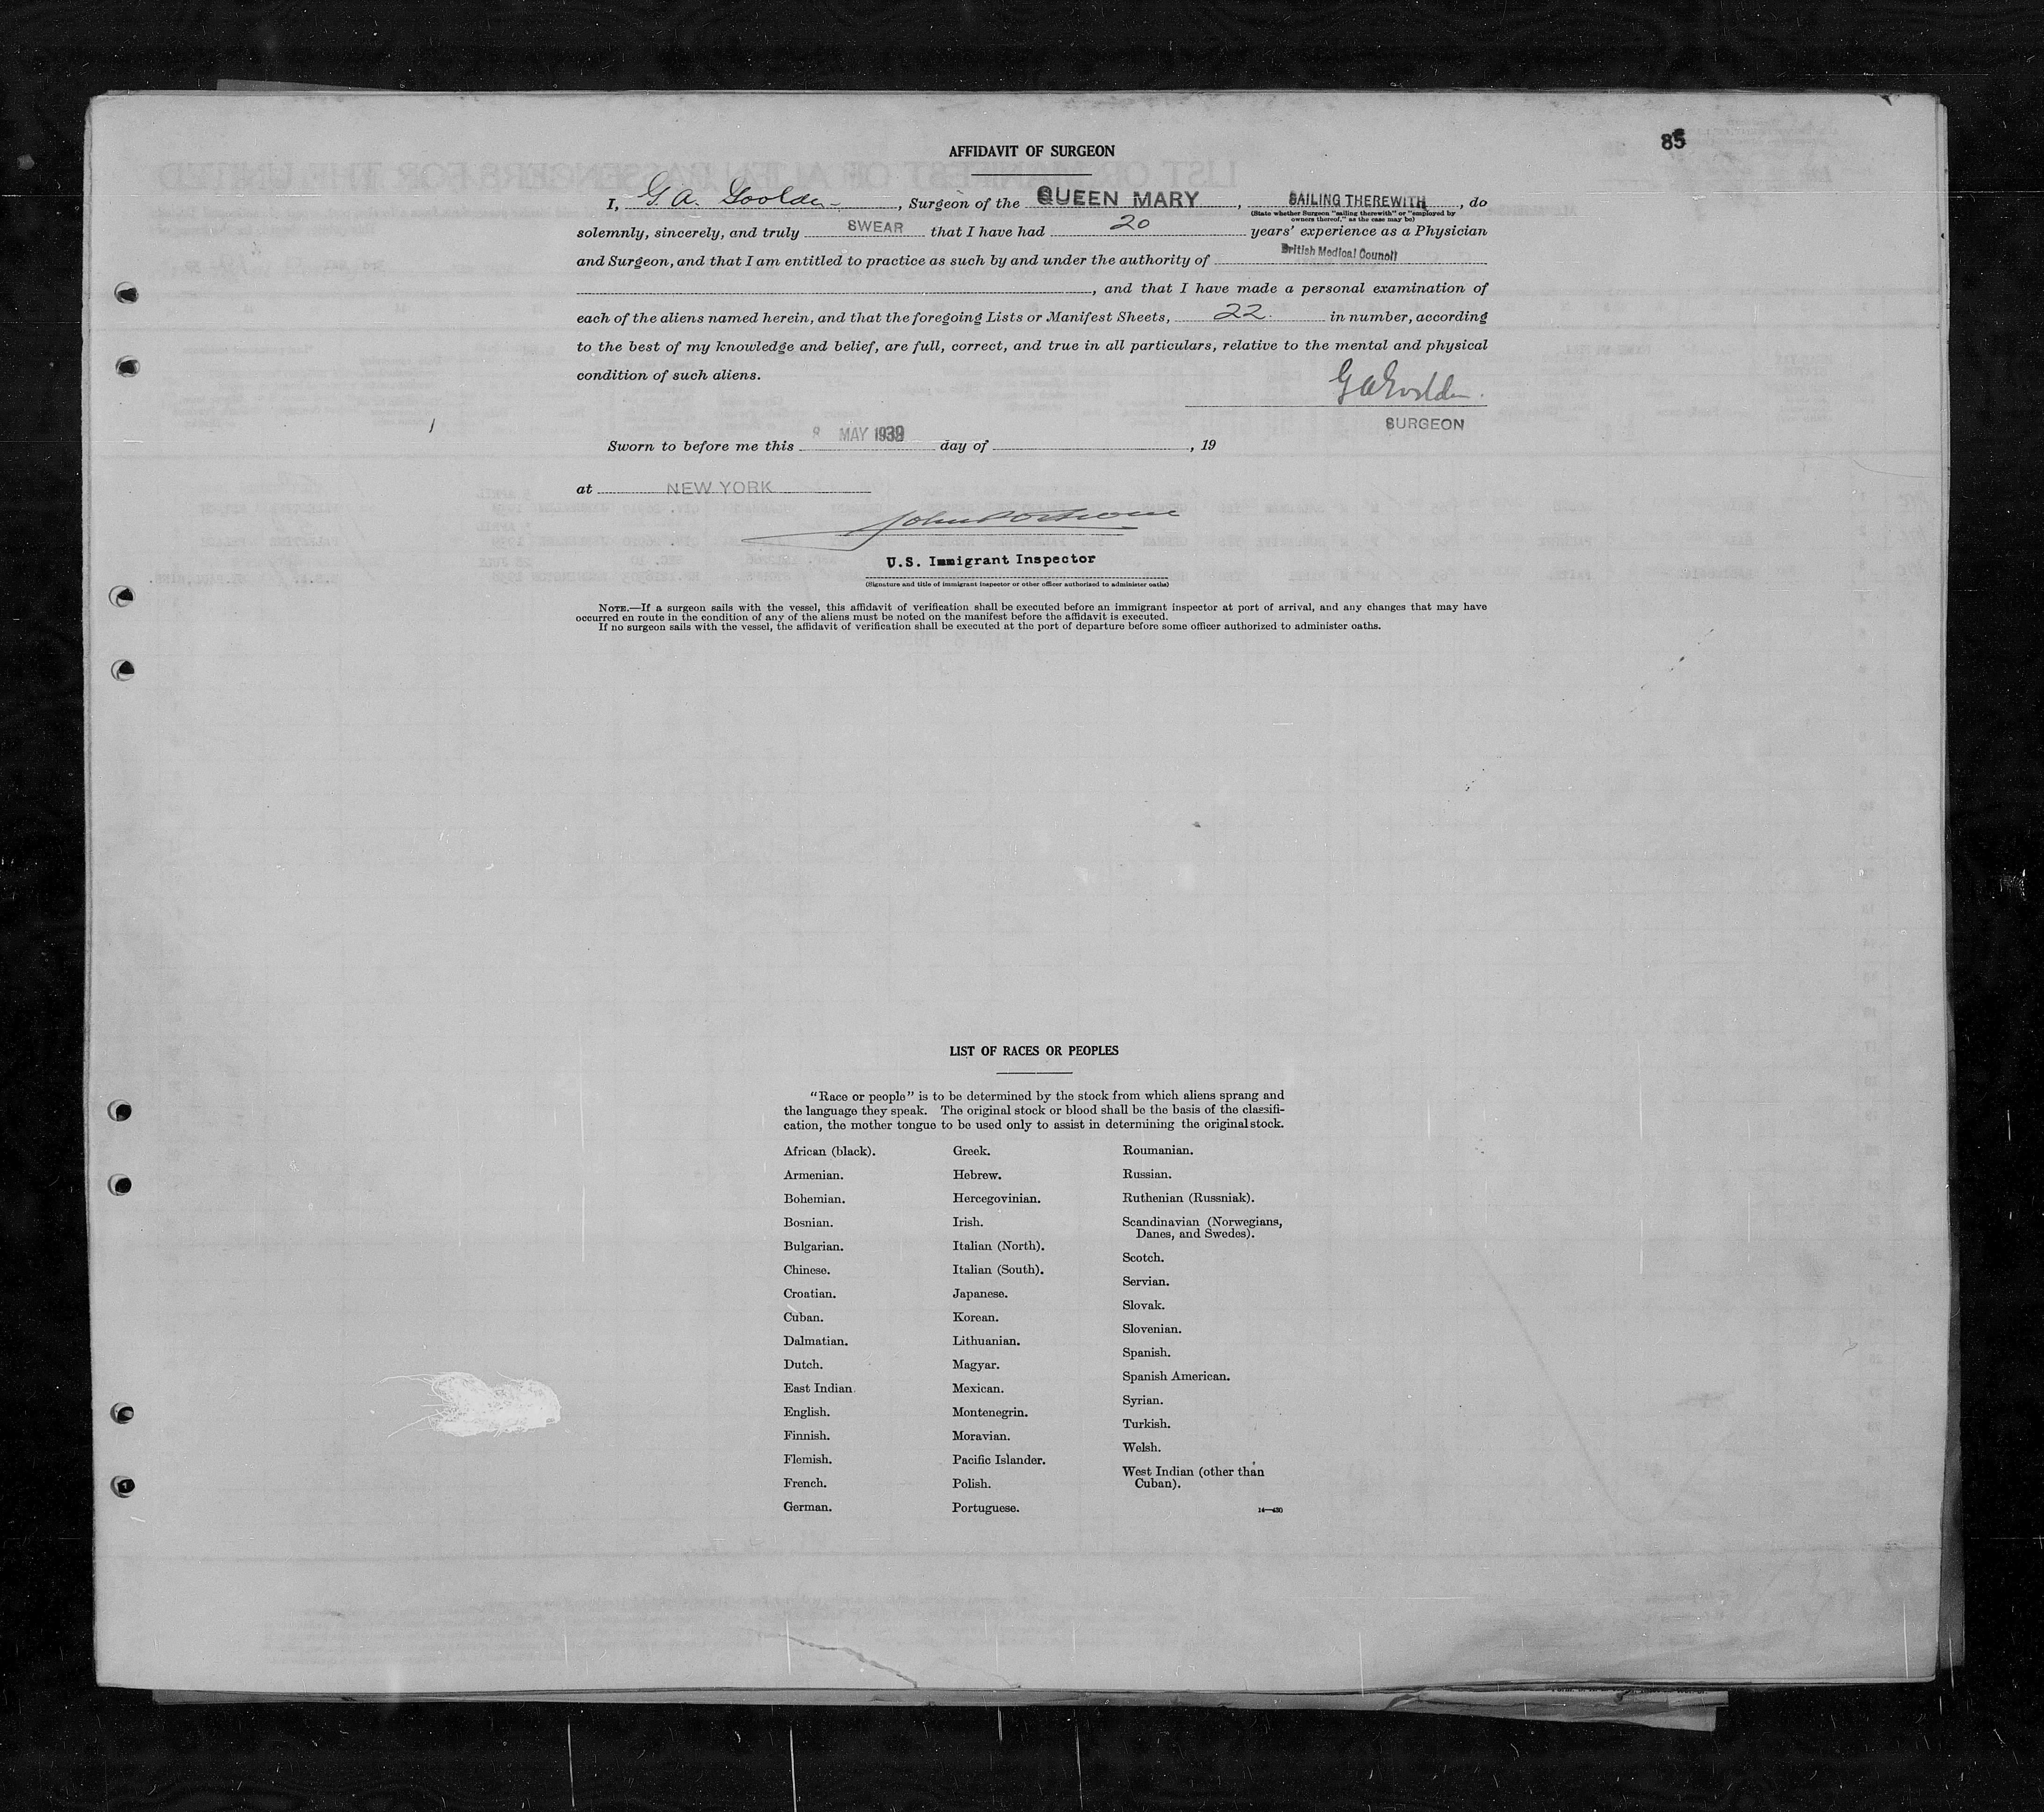 85
AFFIDAVIT OF SURGEON
I, G. A. Goolden, Surgeon of the QUEEN MARY, SAILING THEREWITH, do
(State whether Surgeon "sailing therewith" or "employed by
owners thereof," as the case may be)
solemnly, sincerely, and truly SWEAR that I have had 20 years' experience as a Physician
and Surgeon, and that I am entitled to practice as such by and under the authority of British Medical Council
, and that I have made a personal examination of
each of the aliens named herein, and that the foregoing Lists or Manifest Sheets, 22. in number, according
to the best of my knowledge and belief, are full, correct, and true in all particulars, relative to the mental and physical
condition of such aliens.
G A Goolden.
SURGEON
Sworn to before me this 8 MAY 1939 day of , 19
at NEW YORK
U.S. Immigrant Inspector
(Signature and title of immigrant inspector or other officer authorized to administer oaths)
NOTE.—If a surgeon sails with the vessel, this affidavit of verification shall be executed before an immigrant inspector at port of arrival, and any changes that may have
occurred en route in the condition of any of the aliens must be noted on the manifest before the affidavit is executed.
If no surgeon sails with the vessel, the affidavit of verification shall be executed at the port of departure before some officer authorized to administer oaths.
LIST OF RACES OR PEOPLES
"Race or people" is to be determined by the stock from which aliens sprang and
the language they speak. The original stock or blood shall be the basis of the classifi-
cation, the mother tongue to be used only to assist in determining the original stock.
African (black).
Armenian.
Bohemian.
Bosnian.
Bulgarian.
Chinese.
Croatian.
Cuban.
Dalmatian.
Dutch.
East Indian.
English.
Finnish.
Flemish.
French.
German.
Greek.
Hebrew.
Hercegovinian.
Irish.
Italian (North).
Italian (South).
Japanese.
Korean.
Lithuanian.
Magyar.
Mexican.
Montenegrin.
Moravian.
Pacific Islander.
Polish.
Portuguese.
Roumanian.
Russian.
Ruthenian (Russniak).
Scandinavian (Norwegians,
Danes, and Swedes).
Scotch.
Servian.
Slovak.
Slovenian.
Spanish.
Spanish American.
Syrian.
Turkish.
Welsh.
West Indian (other than
Cuban).
14—430